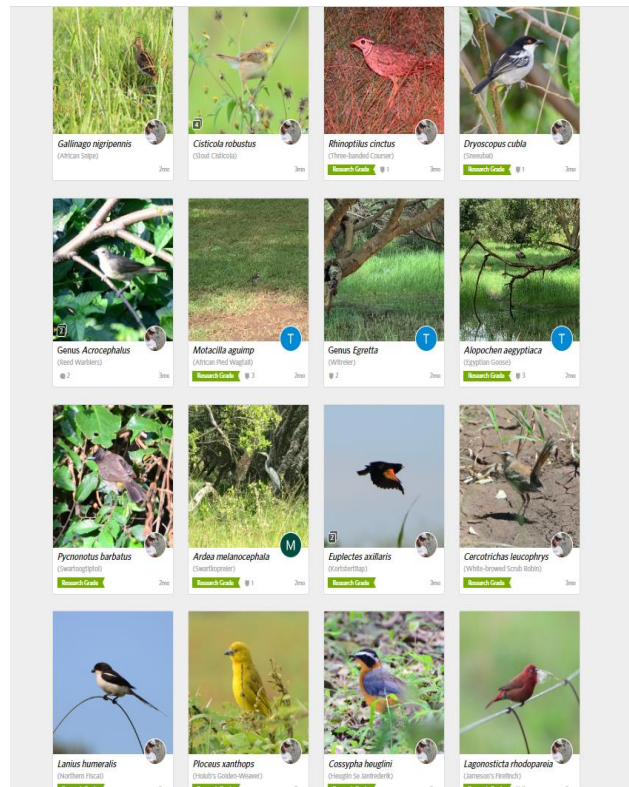 Gallinago nigripennis
(African Snipe)
2mo
4
Cisticola robustus
(Stout Cisticola)
3mo
Rhinoptilus cinctus
(Three-banded Courser)
Research Grade 1 3mo
Dryoscopus cubla
(Sneeubal)
Research Grade 1 3mo
2
Genus Acrocephalus
(Reed Warblers)
2 3mo
T
Motacilla aguimp
(African Pied Wagtail)
Research Grade 3 2mo
T
Genus Egretta
(Witreier)
2 2mo
T
Alopochen aegyptiaca
(Egyptian Goose)
Research Grade 3 2mo
Pycnonotus barbatus
(Swartoogtiptol)
Research Grade 2mo
M
Ardea melanocephala
(Swartkopreier)
Research Grade 1 2mo
2
Euplectes axillaris
(Kortstertflap)
Research Grade 3mo
Cercotrichas leucophrys
(White-browed Scrub Robin)
Research Grade 3mo
Lanius humeralis
(Northern Fiscal)
Ploceus xanthops
(Holub's Golden-Weaver)
Cossypha heuglini
(Heuglin Se Janfrederik)
Lagonosticta rhodopareia
(Jameson's Firefinch)